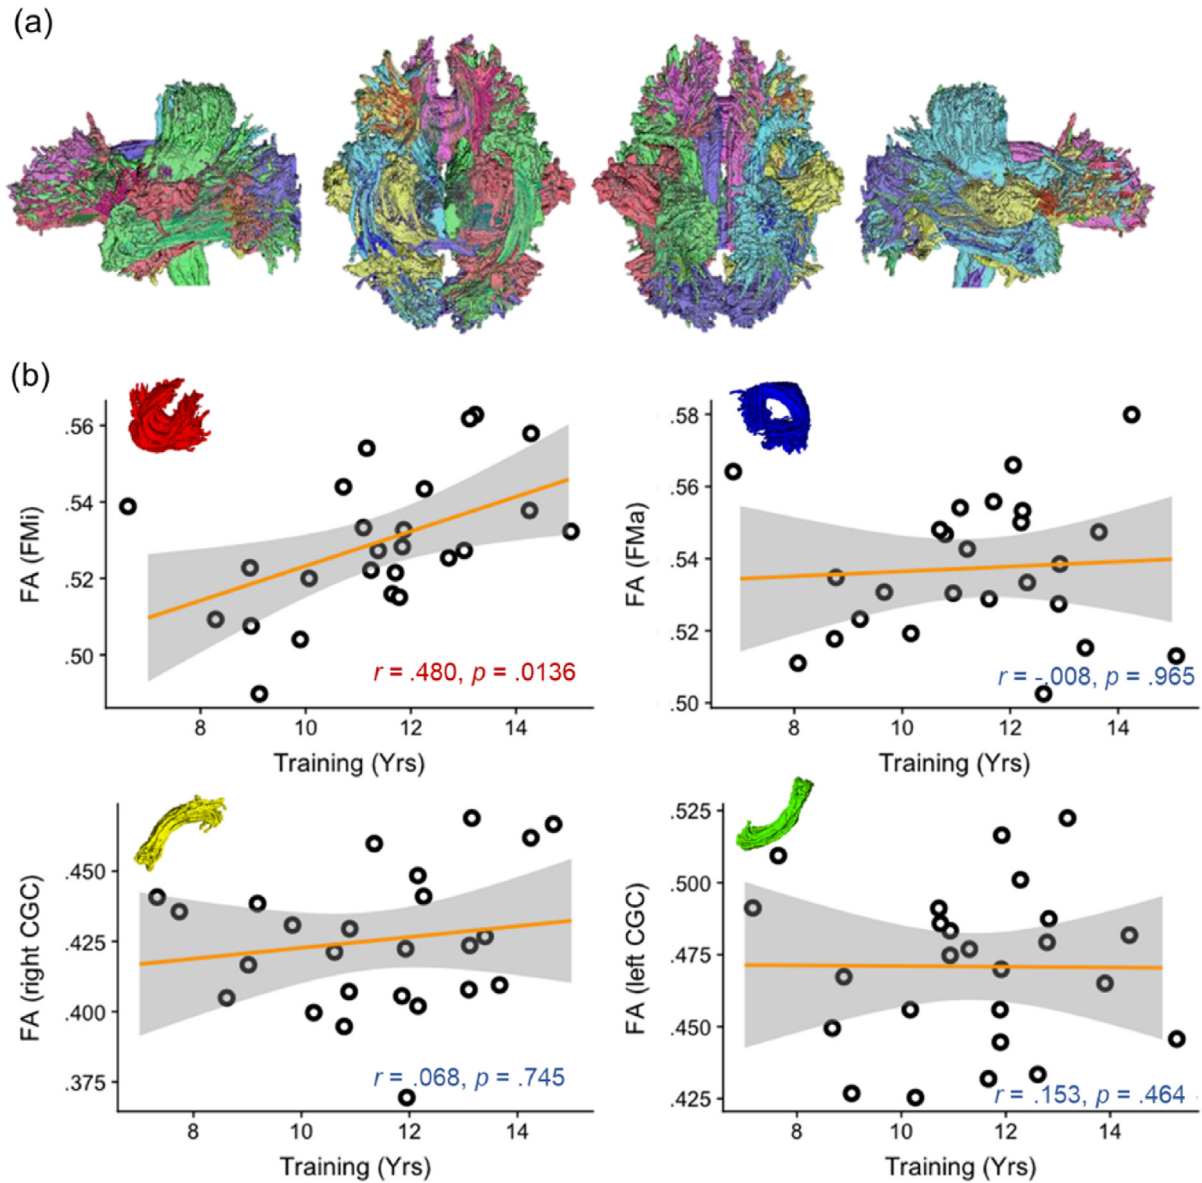 (a)
(b)
FA (FMi)
.56
.54
.52
.50
r = .480, p = .0136
8 10 12 14
Training (Yrs)
FA (FMa)
.58
.56
.54
.52
.50
r = -.008, p = .965
8 10 12 14
Training (Yrs)
FA (right CGC)
.450
.425
.400
.375
r = .068, p = .745
8 10 12 14
Training (Yrs)
FA (left CGC)
.525
.500
.475
.450
.425
r = .153, p = .464
8 10 12 14
Training (Yrs)